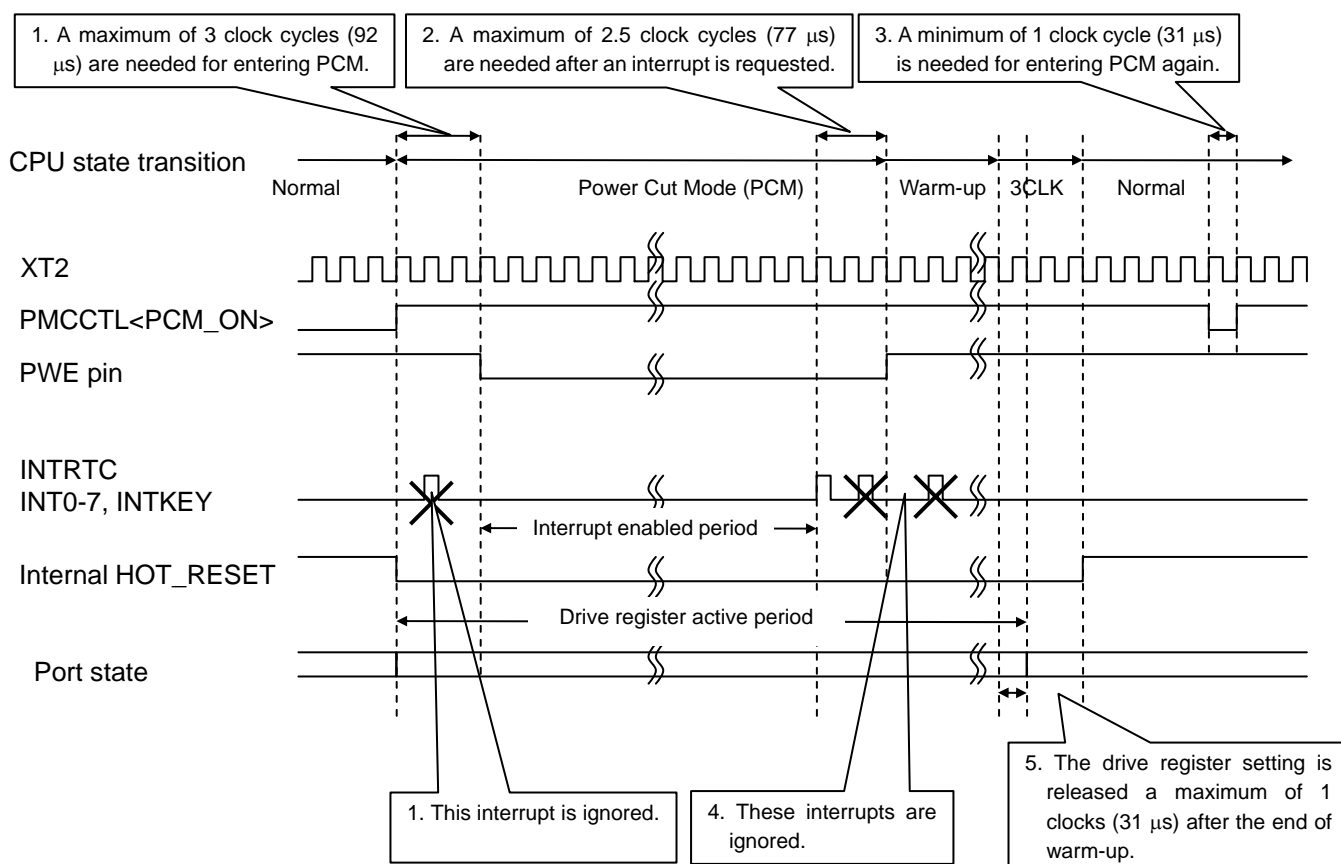 1. A maximum of 3 clock cycles (92
μs) are needed for entering PCM.
2. A maximum of 2.5 clock cycles (77 μs)
are needed after an interrupt is requested.
3. A minimum of 1 clock cycle (31 μs)
is needed for entering PCM again.
CPU state transition
Normal
Power Cut Mode (PCM)
Warm-up
3CLK
Normal
XT2
PMCCTL<PCM_ON>
PWE pin
INTRTC
INT0-7, INTKEY
Interrupt enabled period
Internal HOT_RESET
Drive register active period
Port state
1. This interrupt is ignored.
4. These interrupts are
ignored.
5. The drive register setting is
released a maximum of 1
clocks (31 μs) after the end of
warm-up.